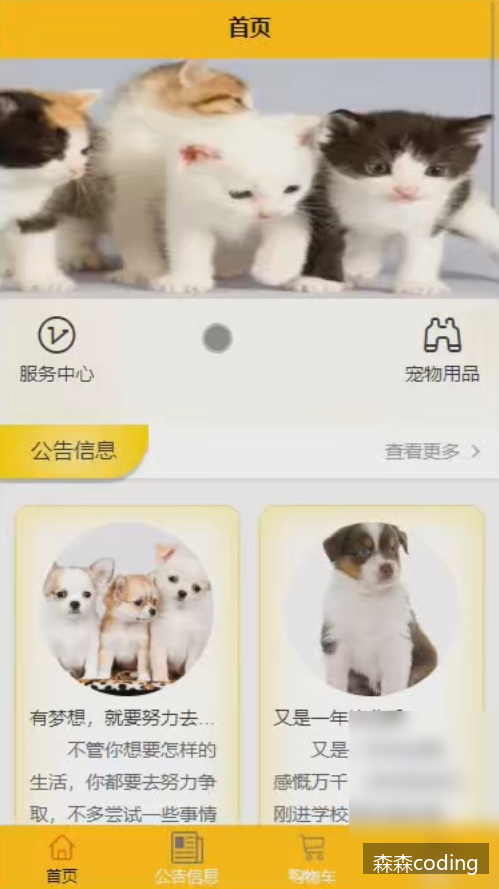 首页
服务中心
宠物用品
公告信息
查看更多
有梦想，就要努力去…
不管你想要怎样的
生活，你都要去努力争
取，不多尝试一些事情
又是一年
又是
感慨万千
刚进学校
首页
公告信息
购物车
森森coding